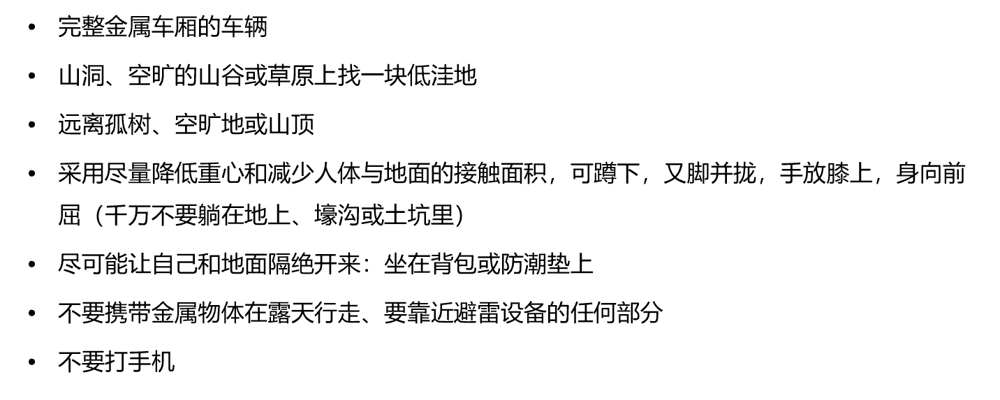 • 完整金属车厢的车辆
• 山洞、空旷的山谷或草原上找一块低洼地
• 远离孤树、空旷地或山顶
• 采用尽量降低重心和减少人体与地面的接触面积，可蹲下，又脚并拢，手放膝上，身向前
屈（千万不要躺在地上、壕沟或土坑里）
• 尽可能让自己和地面隔绝开来：坐在背包或防潮垫上
• 不要携带金属物体在露天行走、要靠近避雷设备的任何部分
• 不要打手机